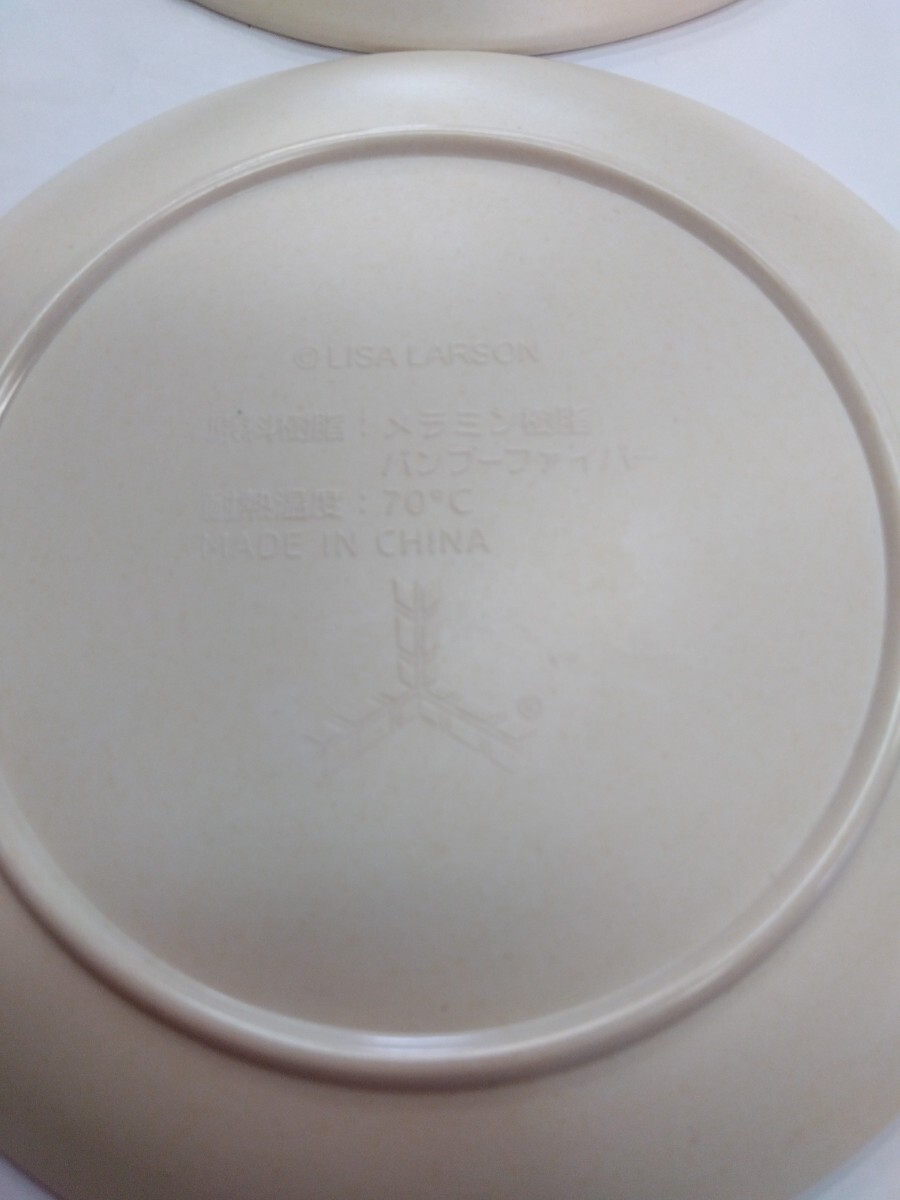 © LISA LARSON
原料樹脂：メラミン樹脂
バンブーファイバー
耐熱温度：70°C
MADE IN CHINA
®